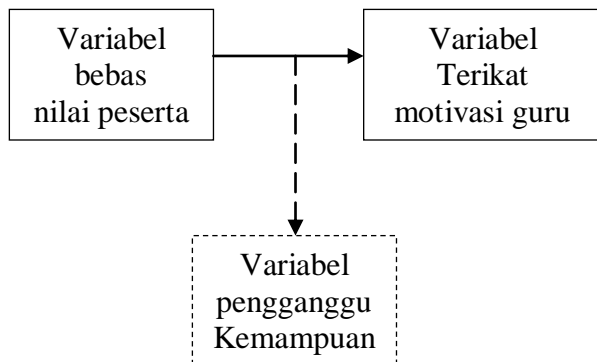 Variabel
bebas
nilai peserta
Variabel
Terikat
motivasi guru
Variabel
pengganggu
Kemampuan